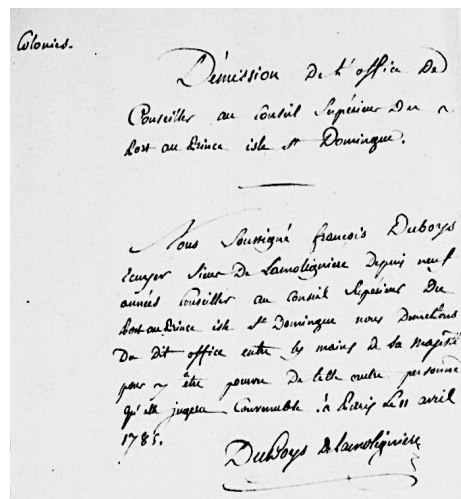 Colonies.
Démission de l'office de
Conseiller au Conseil Supérieur du
Port au Prince isle St Domingue.
Nous Soussigné françois Duboys
Ecuyer Sieur De Lamoligniere Depuis neuf
années Conseiller au Conseil Supérieur Du
Port au Prince isle St Domingue nous Demettons
Du dit office entre les mains de sa majesté
pour y être pourvu de telle autre personne
qu'elle jugera Convenable. à Paris le 11 avril
1785.
DuBoys de lamoligniere